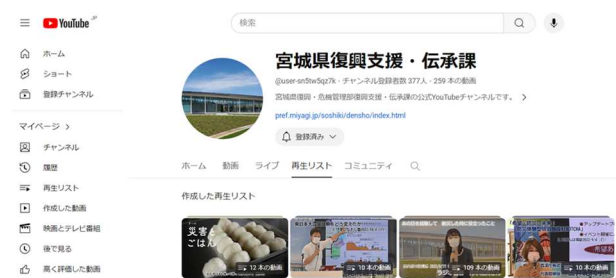 YouTube JP
検索
ホーム
ショート
登録チャンネル
マイページ
チャンネル
履歴
再生リスト
作成した動画
映画とテレビ番組
後で見る
高く評価した動画
宮城県復興支援・伝承課
@user-sn5tw5qz7k・チャンネル登録者数 377人・259 本の動画
宮城県復興・危機管理部復興支援・伝承課の公式YouTubeチャンネルです。
pref.miyagi.jp/soshiki/densho/index.html
登録済み
ホーム 動画 ライブ 再生リスト コミュニティ
作成した再生リスト
災害と
ごはん
12 本の動画
10 本の動画
109 本の動画
10 本の動画